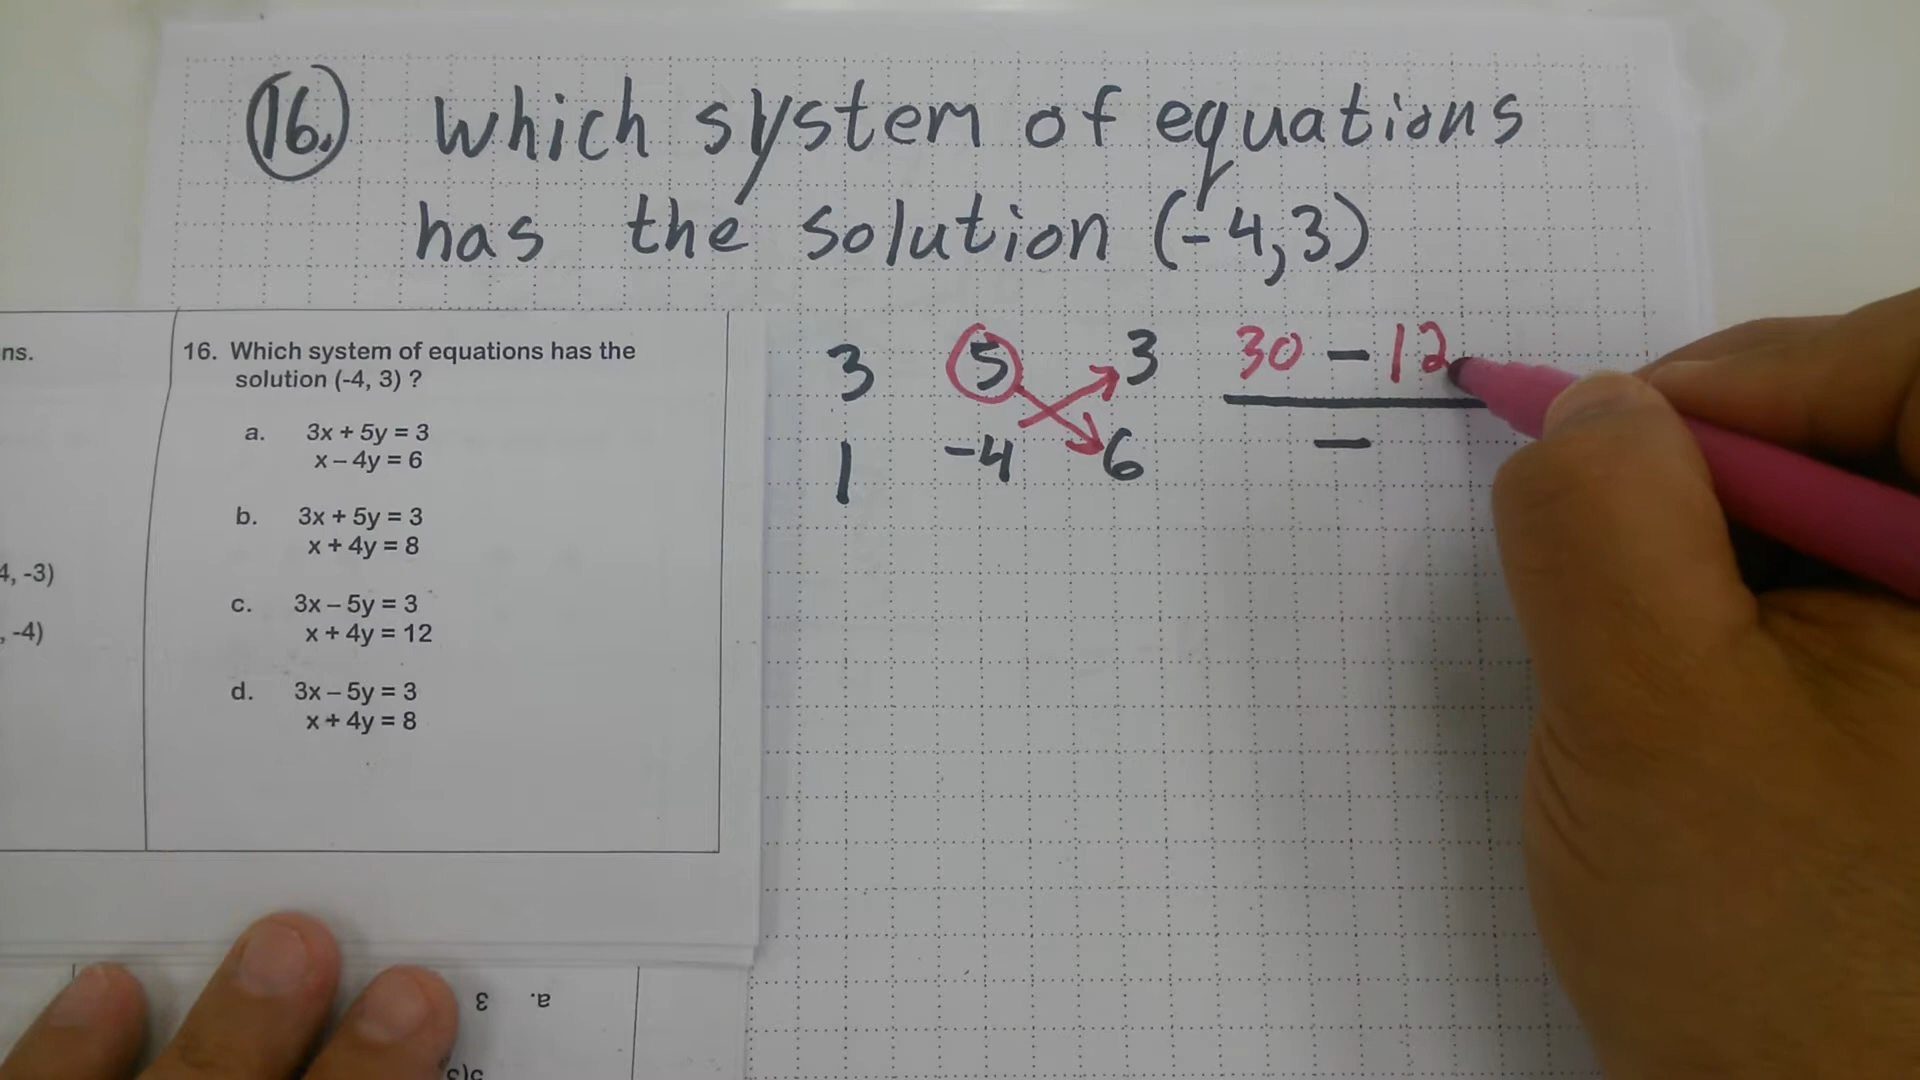 16. Which system of equations
has the solution (-4,3)
ns.
4, -3)
, -4)
16. Which system of equations has the
solution (-4, 3) ?
a. 3x + 5y = 3
x – 4y = 6
b. 3x + 5y = 3
x + 4y = 8
c. 3x – 5y = 3
x + 4y = 12
d. 3x – 5y = 3
x + 4y = 8
3 5 3 30 - 12
1 -4 6 -
a. 3